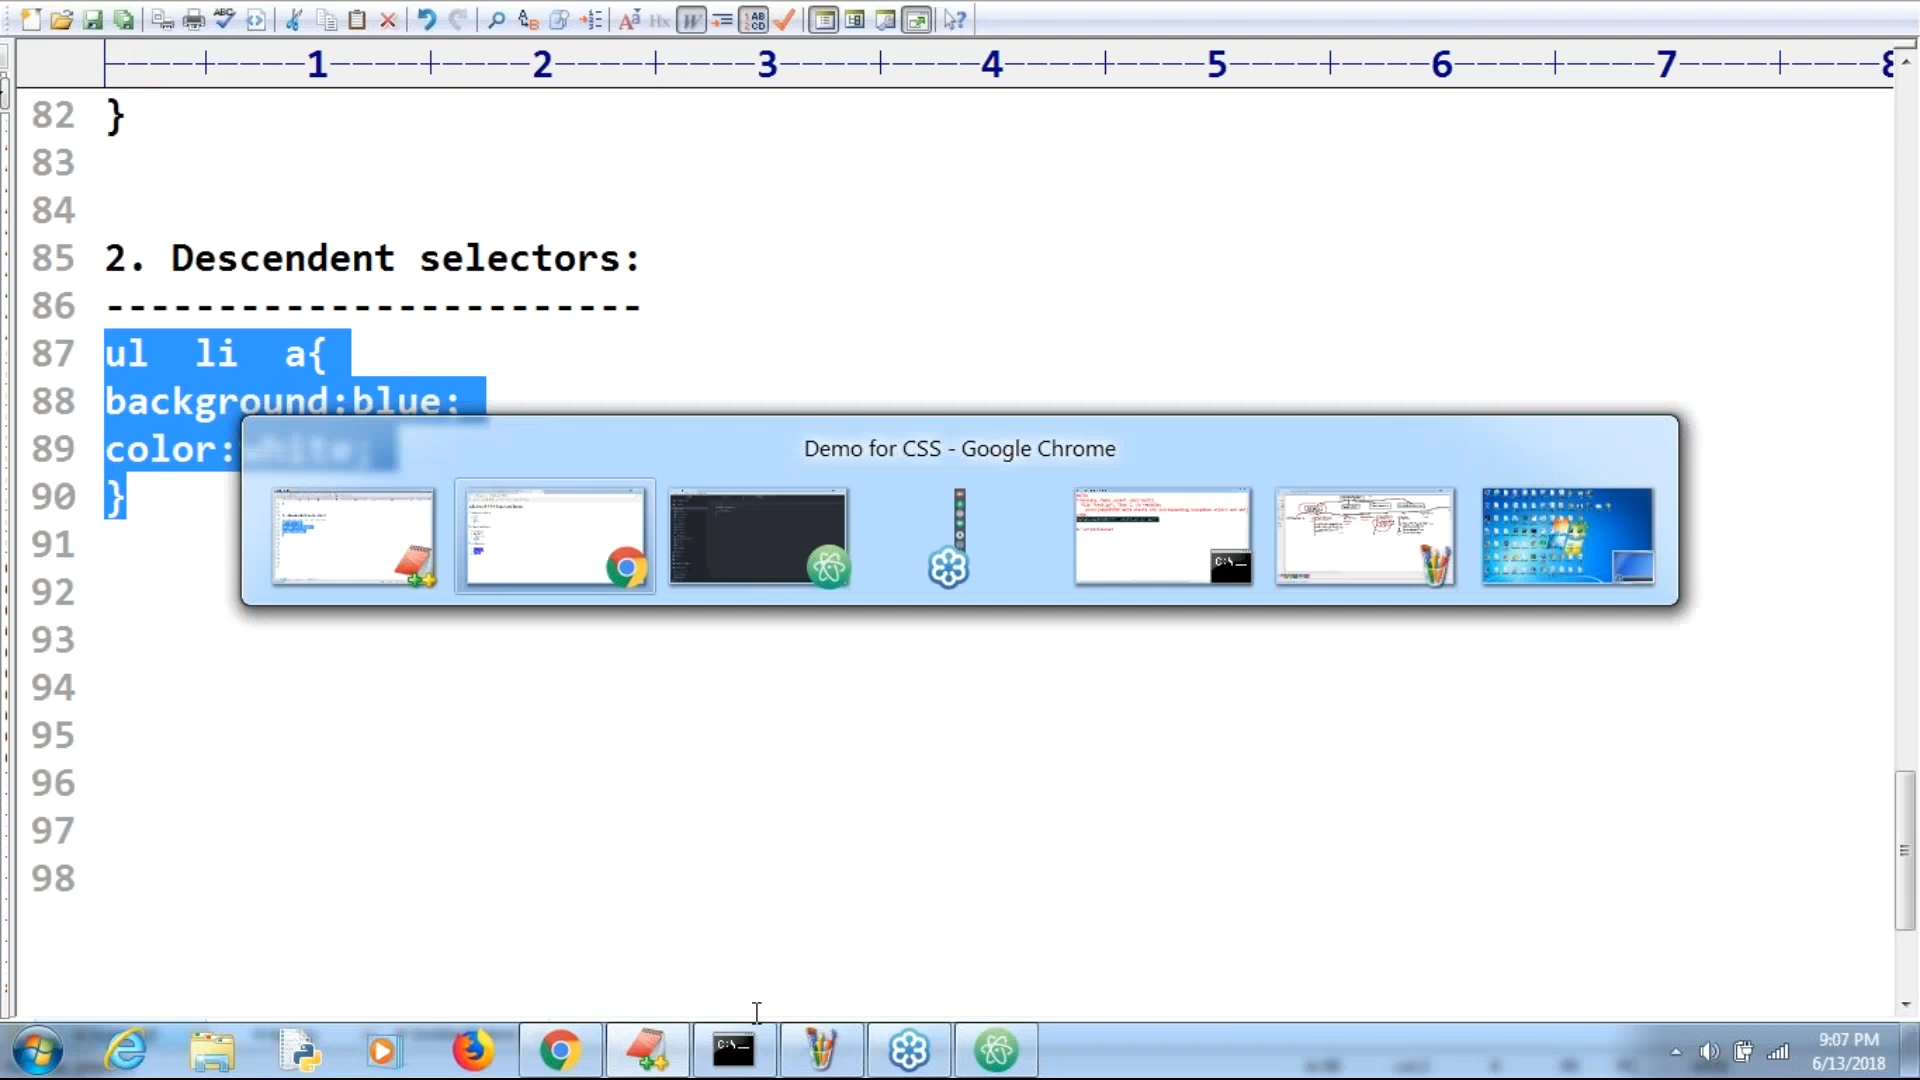 1 2 3 4 5 6 7 8
82 }
83
84
85 2. Descendent selectors:
86 ------------------------
87 ul li a{
88 background:blue;
89 color:white;
90 }
91
92
93
94
95
96
97
98
Demo for CSS - Google Chrome
C:\_
C:\_
9:07 PM
6/13/2018